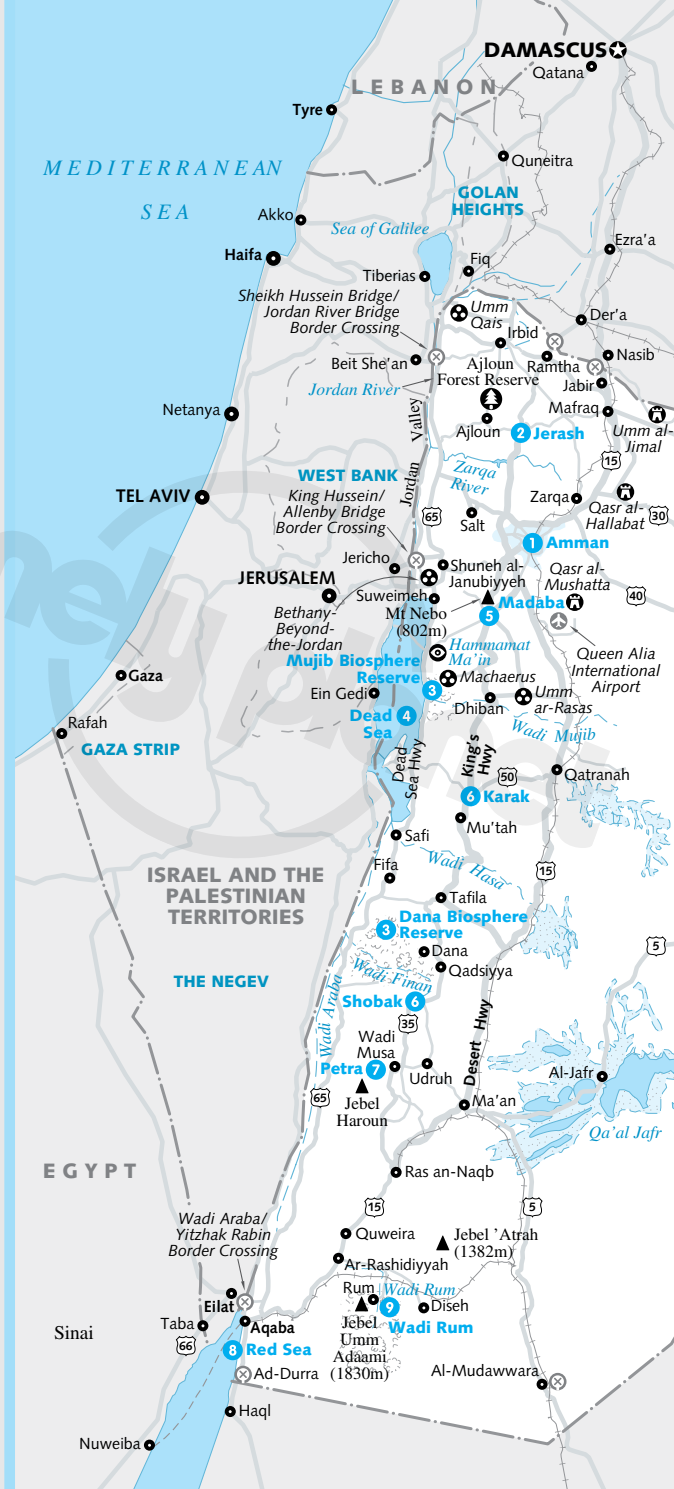 DAMASCUS
LEBANON
Qatana
Tyre
MEDITERRANEAN
SEA
Quneitra
GOLAN
HEIGHTS
Akko
Sea of Galilee
Ezra'a
Haifa
Fiq
Tiberias
Sheikh Hussein Bridge/
Jordan River Bridge
Border Crossing
Umm
Qais
Der'a
Irbid
Beit She'an
Ajloun
Forest Reserve
Ramtha
Nasib
Jordan River
Jabir
Netanya
Mafraq
Ajloun
2 Jerash
Umm al-
Jimal
Jordan Valley
15
WEST BANK
Zarqa
River
TEL AVIV
King Hussein/
Allenby Bridge
Border Crossing
Zarqa
Qasr al-
Hallabat
30
65
Salt
1 Amman
Jericho
Shuneh al-
Janubiyyeh
Qasr al-
Mushatta
JERUSALEM
Suweimeh
40
Mt Nebo
(802m)
Madaba
5
Bethany-
Beyond-
the-Jordan
Queen Alia
International
Airport
Hammamat
Ma'in
Mujib Biosphere
Reserve
3
Machaerus
Gaza
Ein Gedi
Dhiban
Umm
ar-Rasas
Dead
Sea
4
Rafah
Wadi Mujib
GAZA STRIP
Dead
Sea Hwy
King's
Hwy
50
Qatranah
6 Karak
Mu'tah
Safi
ISRAEL AND THE
PALESTINIAN
TERRITORIES
Fifa
Wadi Hasa
15
Tafila
3 Dana Biosphere
Reserve
5
Dana
THE NEGEV
Wadi Finan
Qadsiyya
Shobak 6
Wadi Araba
35
Desert Hwy
Wadi
Musa
Petra 7
Udruh
Al-Jafr
65
Jebel
Haroun
Ma'an
Qa'al Jafr
EGYPT
Ras an-Naqb
15
5
Wadi Araba/
Yitzhak Rabin
Border Crossing
Quweira
Jebel 'Atrah
(1382m)
Ar-Rashidiyyah
Rum
Wadi Rum
Eilat
9
Wadi Rum
Diseh
Sinai
Taba
Aqaba
Jebel
Umm
Adaami
(1830m)
66
8 Red Sea
Ad-Durra
Al-Mudawwara
Haql
Nuweiba
nely planet